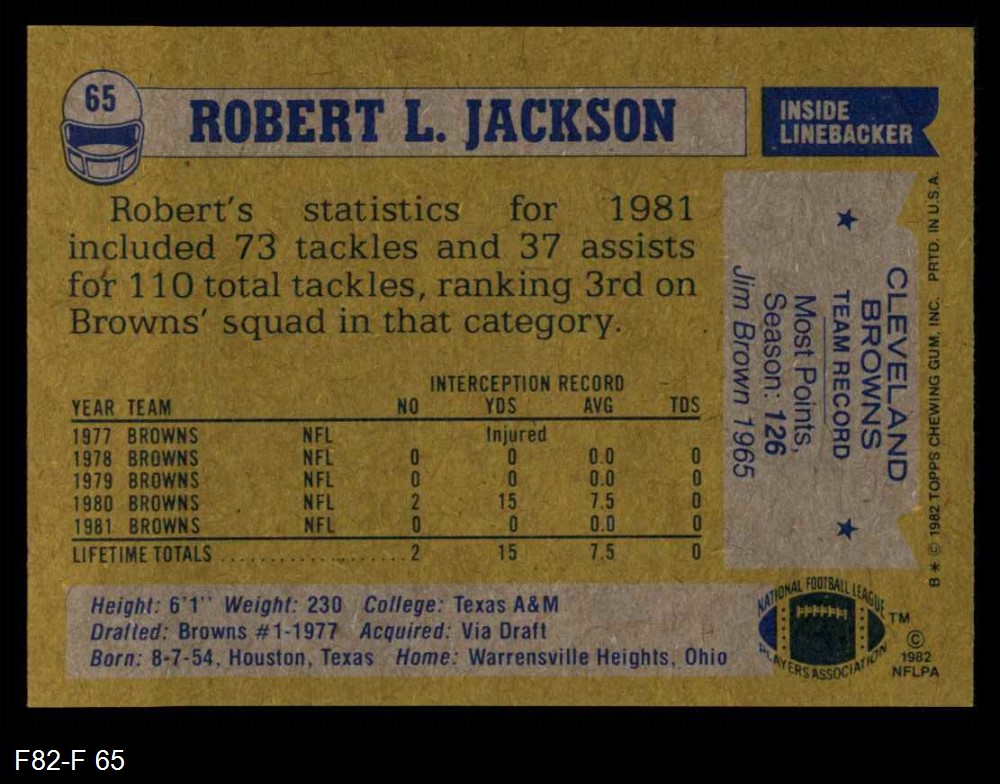 65
ROBERT L. JACKSON
INSIDE
LINEBACKER
Robert's statistics for 1981
included 73 tackles and 37 assists
for 110 total tackles, ranking 3rd on
Browns' squad in that category.
INTERCEPTION RECORD
YEAR TEAM NO YDS AVG TDS
1977 BROWNS NFL Injured
1978 BROWNS NFL 0 0 0.0 0
1979 BROWNS NFL 0 0 0.0 0
1980 BROWNS NFL 2 15 7.5 0
1981 BROWNS NFL 0 0 0.0 0
LIFETIME TOTALS . . . . . . . . . . . . . . . . . . 2 15 7.5 0
Height: 6'1" Weight: 230 College: Texas A&M
Drafted: Browns #1-1977 Acquired: Via Draft
Born: 8-7-54, Houston, Texas Home: Warrensville Heights, Ohio
CLEVELAND
BROWNS
★ TEAM RECORD ★
Most Points,
Season: 126
Jim Brown 1965
B * © 1982 TOPPS CHEWING GUM, INC. PRTD. IN U.S.A.
NATIONAL FOOTBALL LEAGUE
PLAYERS ASSOCIATION
TM
©
1982
NFLPA
F82-F 65